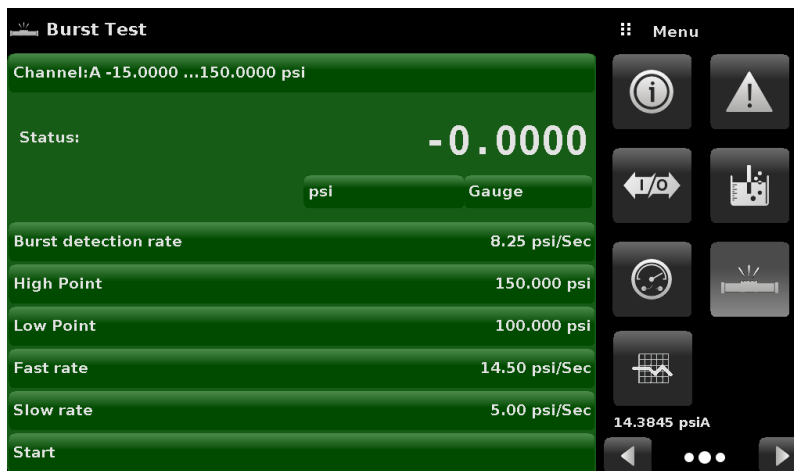 Burst Test
Menu
Channel:A -15.0000 ...150.0000 psi
Status:
-0.0000
psi Gauge
Burst detection rate 8.25 psi/Sec
High Point 150.000 psi
Low Point 100.000 psi
Fast rate 14.50 psi/Sec
Slow rate 5.00 psi/Sec
Start
I/O
14.3845 psiA